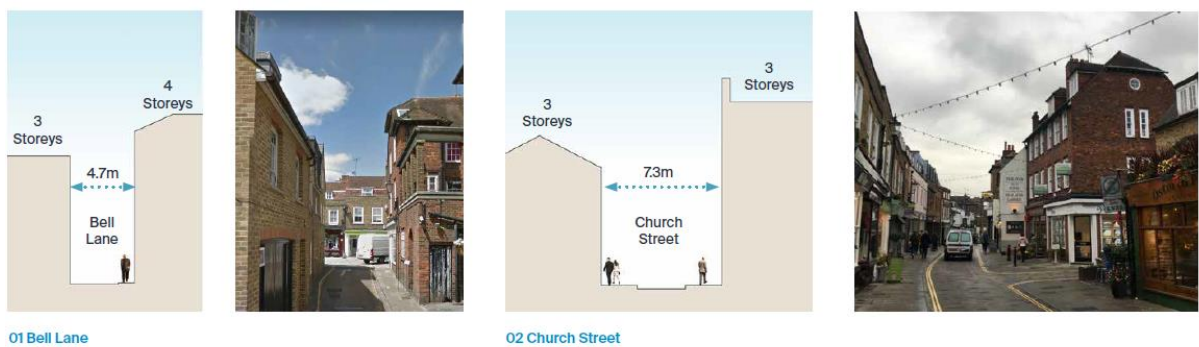 3
Storeys
4
Storeys
4.7m
Bell
Lane
3
Storeys
3
Storeys
7.3m
Church
Street
01 Bell Lane
02 Church Street